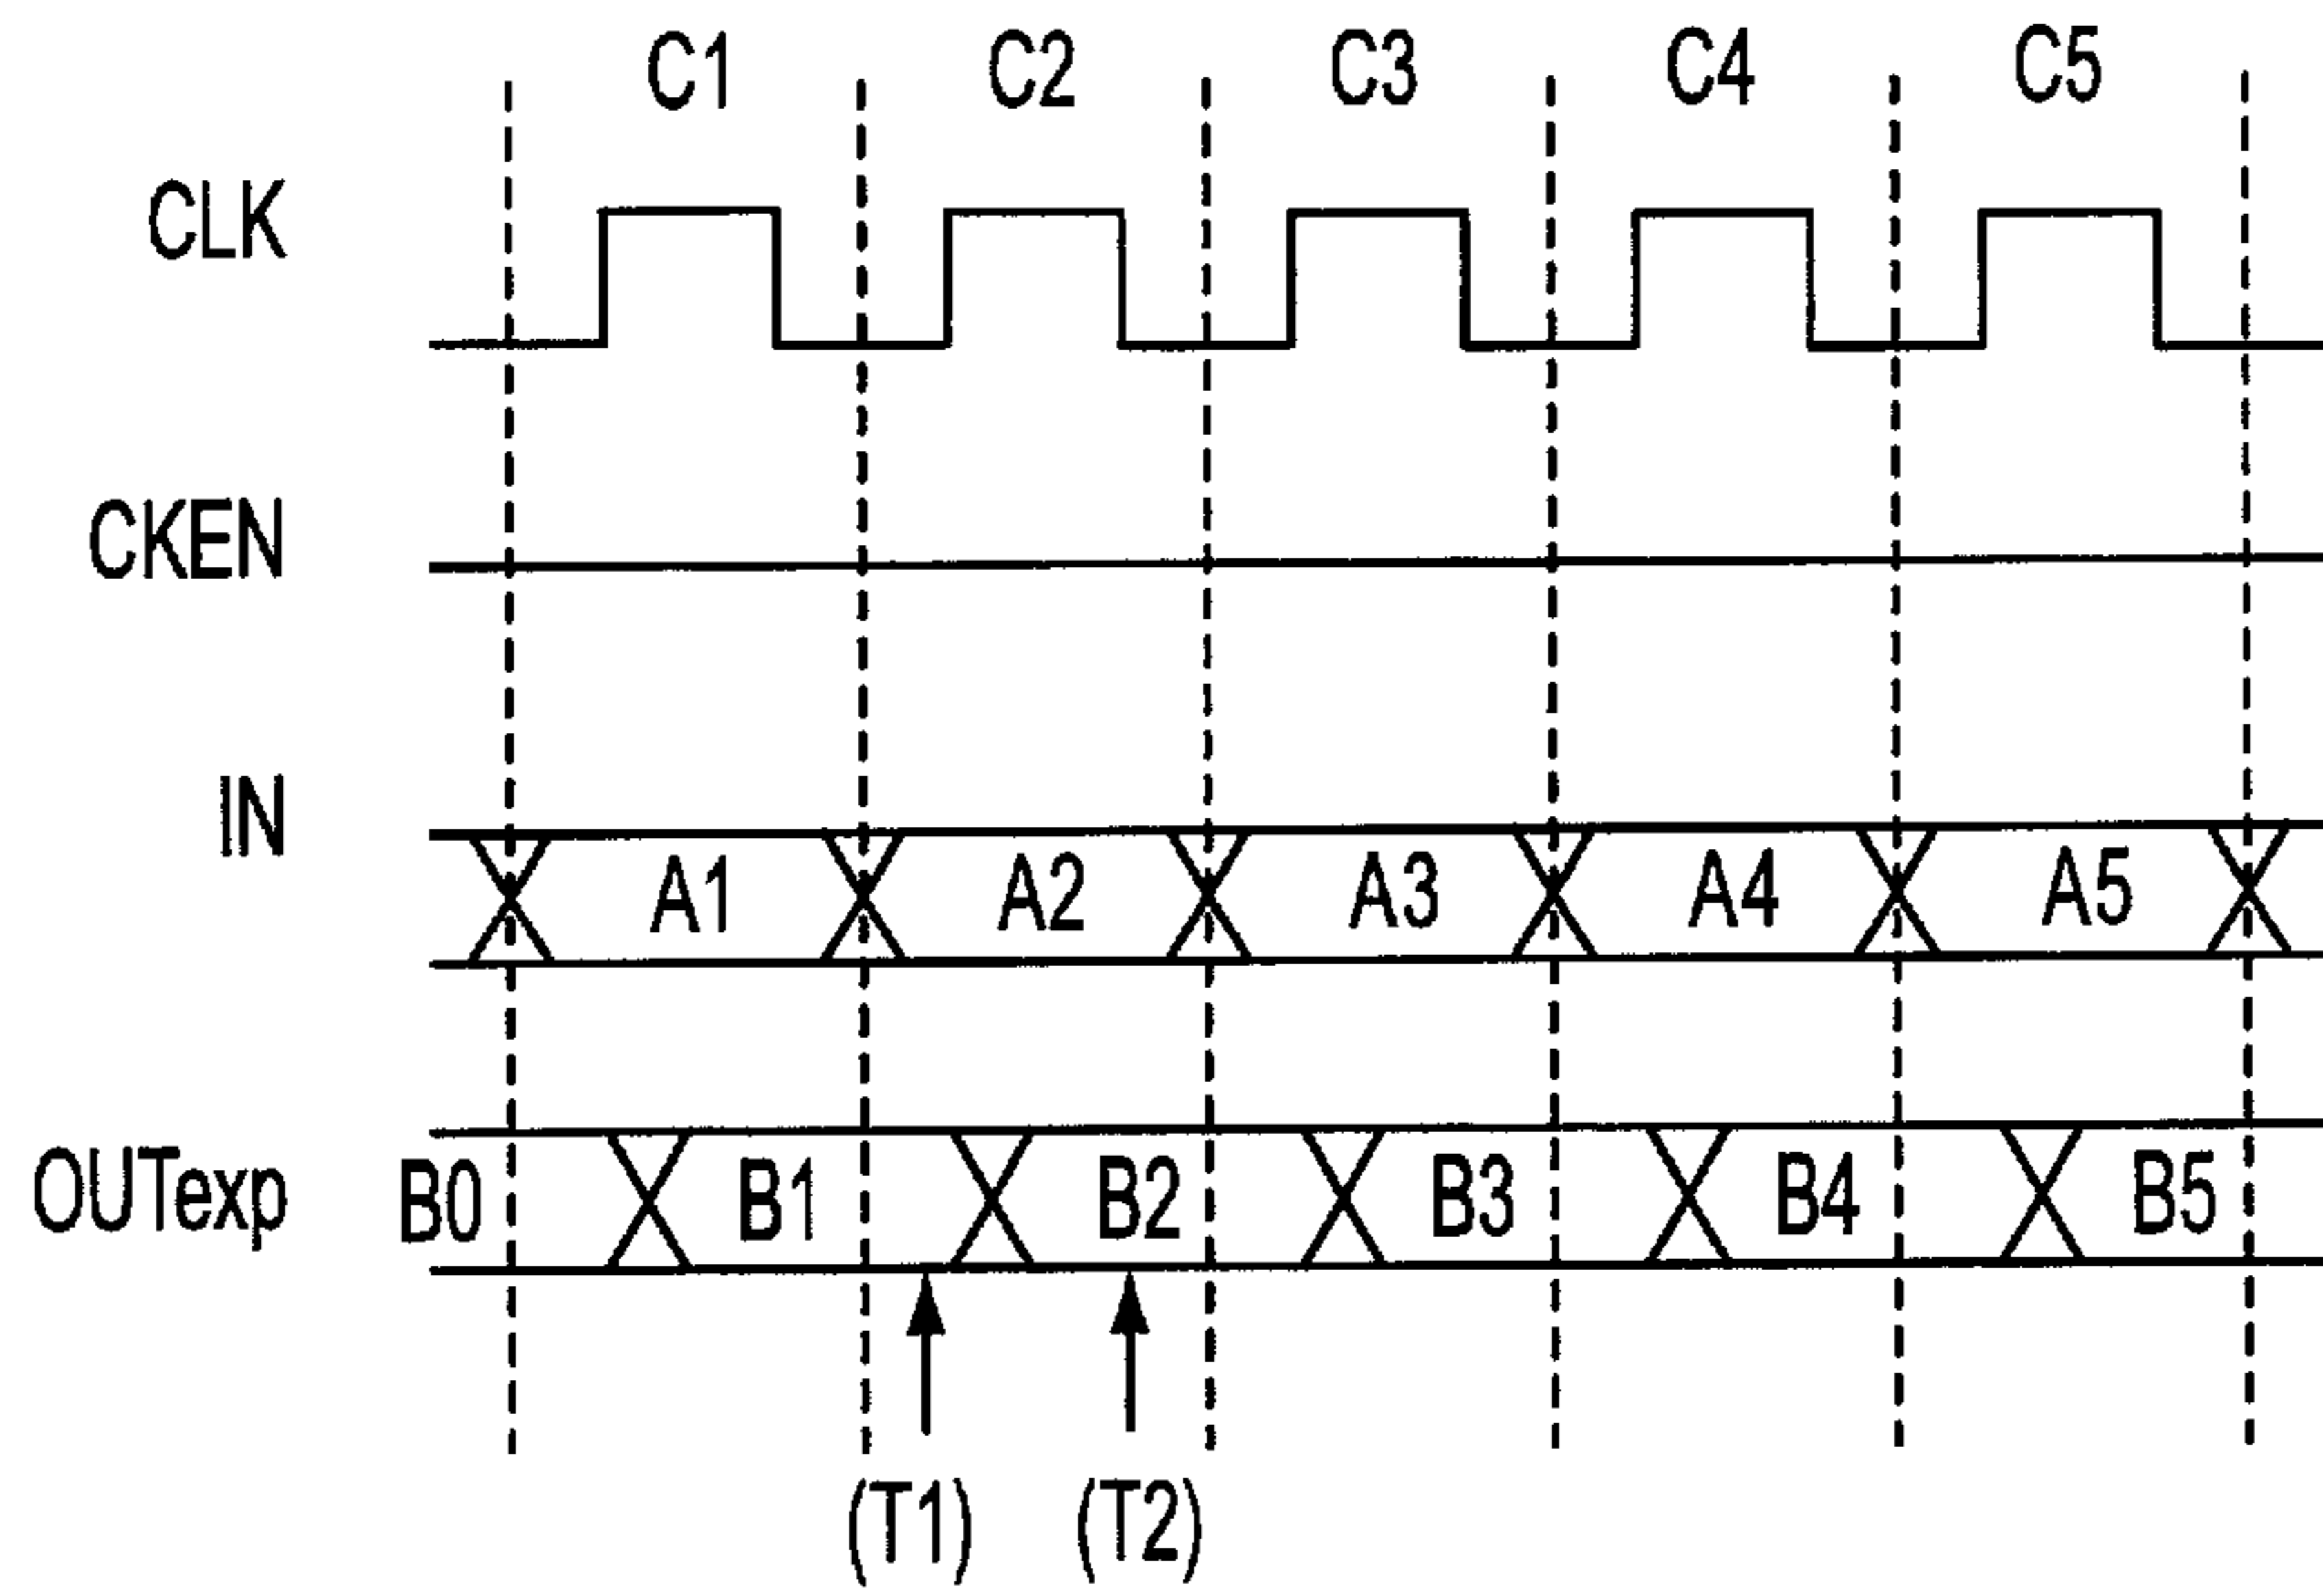 C1 C2 C3 C4 C5
CLK
CKEN
IN
A1 A2 A3 A4 A5
OUTexp
B0 B1 B2 B3 B4 B5
(T1) (T2)